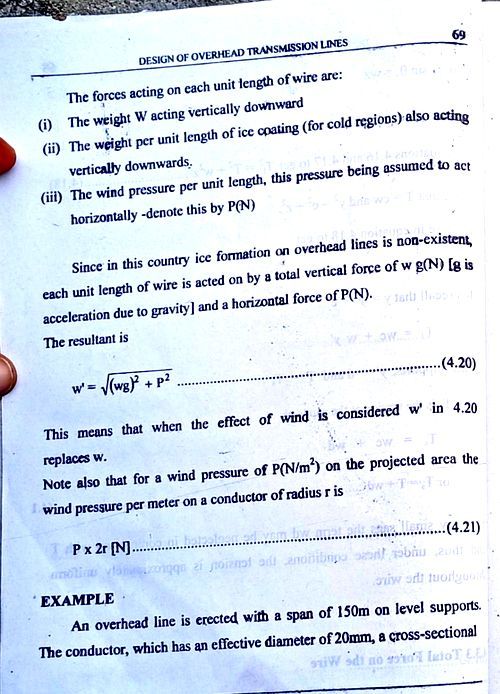 69
DESIGN OF OVERHEAD TRANSMISSION LINES
The forces acting on each unit length of wire are:
(i) The weight W acting vertically downward
(ii) The weight per unit length of ice coating (for cold regions) also acting
vertically downwards.
(iii) The wind pressure per unit length, this pressure being assumed to act
horizontally -denote this by P(N)
Since in this country ice formation on overhead lines is non-existent,
each unit length of wire is acted on by a total vertical force of w g(N) [g is
acceleration due to gravity] and a horizontal force of P(N).
The resultant is
w' = √(wg)² + P² ..........................................................(4.20)
This means that when the effect of wind is considered w' in 4.20
replaces w.
Note also that for a wind pressure of P(N/m²) on the projected area the
wind pressure per meter on a conductor of radius r is
P x 2r [N]....................................................................(4.21)
EXAMPLE
An overhead line is erected with a span of 150m on level supports.
The conductor, which has an effective diameter of 20mm, a cross-sectional